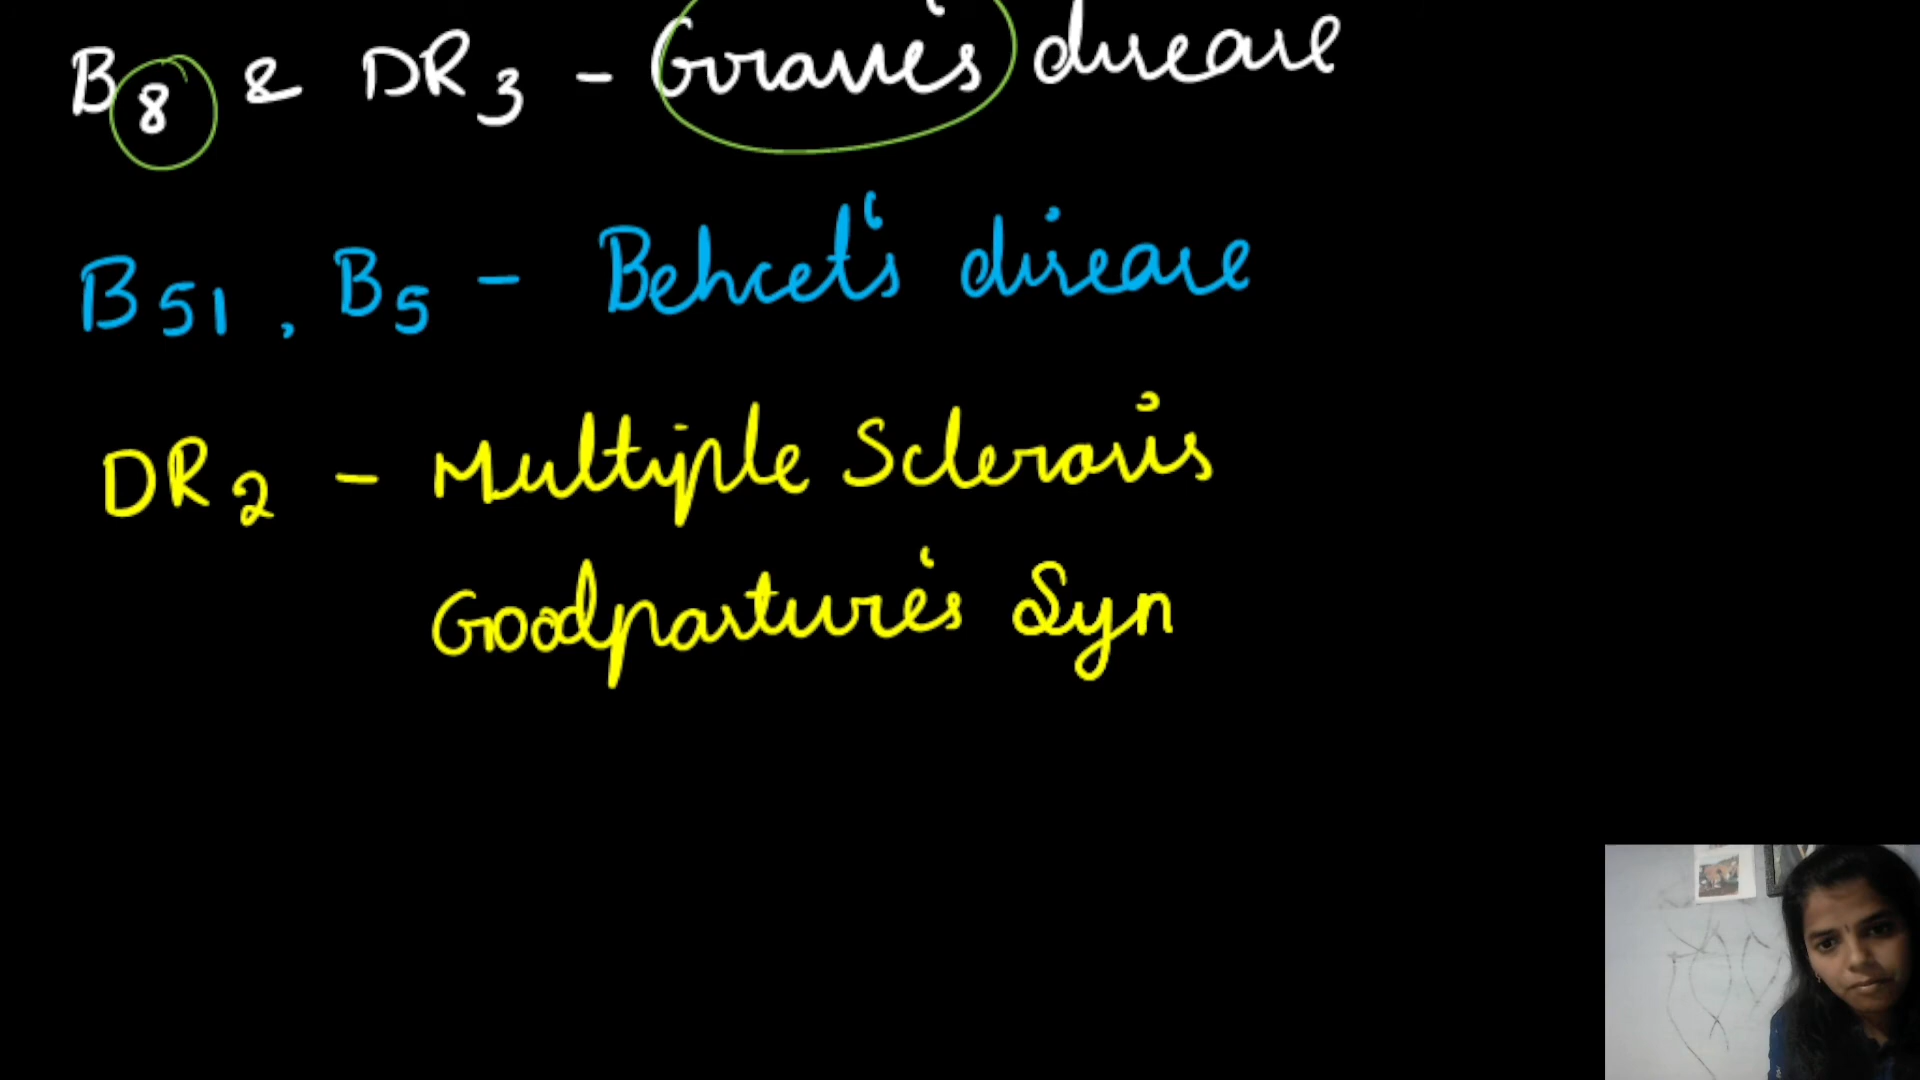 B8 & DR3 - Grave's disease
B51, B5 - Behcet's disease
DR2 - Multiple Sclerosis
Goodpasture's Syn